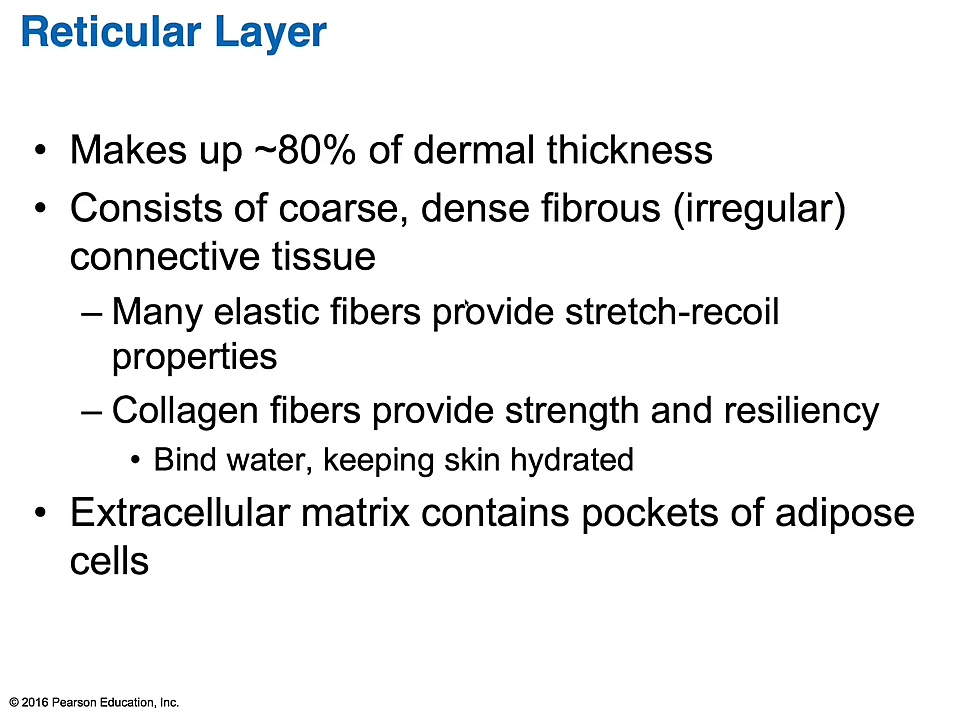 Reticular Layer
• Makes up ~80% of dermal thickness
• Consists of coarse, dense fibrous (irregular)
connective tissue
– Many elastic fibers provide stretch-recoil
properties
– Collagen fibers provide strength and resiliency
• Bind water, keeping skin hydrated
• Extracellular matrix contains pockets of adipose
cells
© 2016 Pearson Education, Inc.